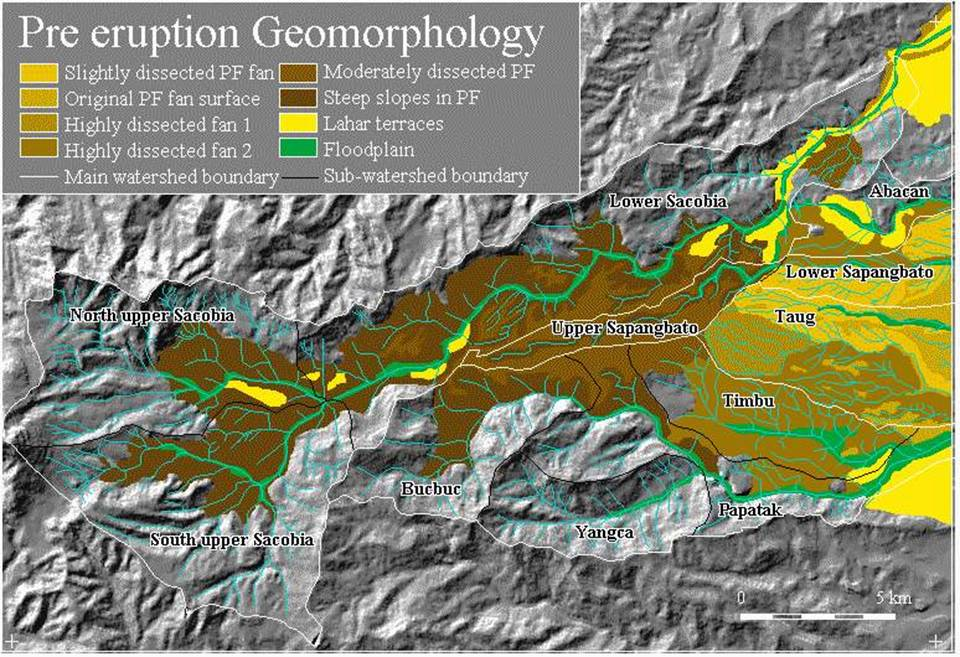 Pre eruption Geomorphology
Slightly dissected PF fan
Original PF fan surface
Highly dissected fan 1
Highly dissected fan 2
Main watershed boundary
Moderately dissected PF
Steep slopes in PF
Lahar terraces
Floodplain
Sub-watershed boundary
Lower Sacobia
Abacan
Lower Sapangbato
North upper Sacobia
Upper Sapangbato
Taug
Timbu
Bucbuc
Papatak
Yangca
South upper Sacobia
0 5 km